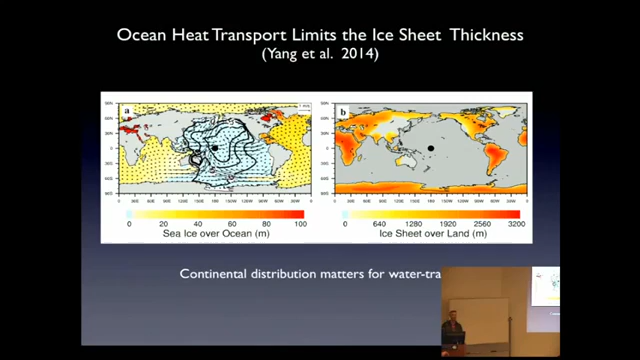 Ocean Heat Transport Limits the Ice Sheet Thickness
(Yang et al. 2014)
a
b
0 20 40 60 80 100
Sea Ice over Ocean (m)
0 640 1280 1920 2560 3200
Ice Sheet over Land (m)
Continental distribution matters for water-tra